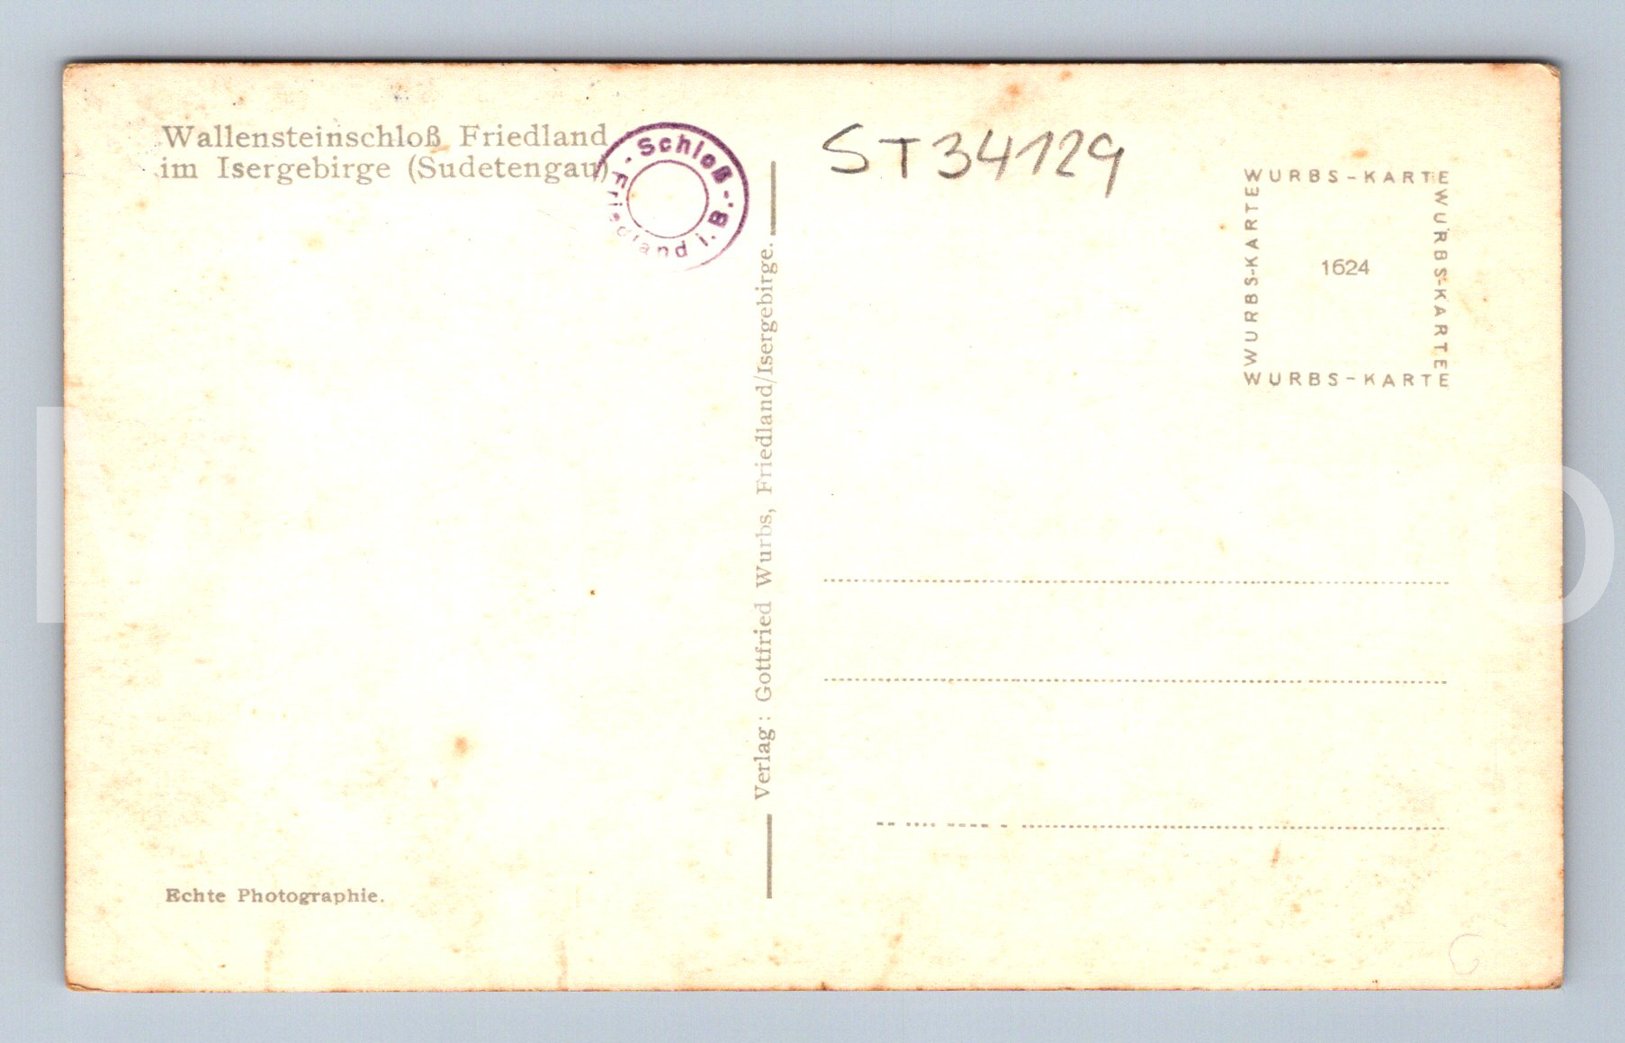 Wallensteinschloß Friedland
im Isergebirge (Sudetengau).
- Schloß - Friedland i. B. -
ST34129
WURBS-KARTE
WURBS-KARTE
WURBS-KARTE
1624
WURBS-KARTE
Verlag: Gottfried Wurbs, Friedland/Isergebirge.
Echte Photographie.